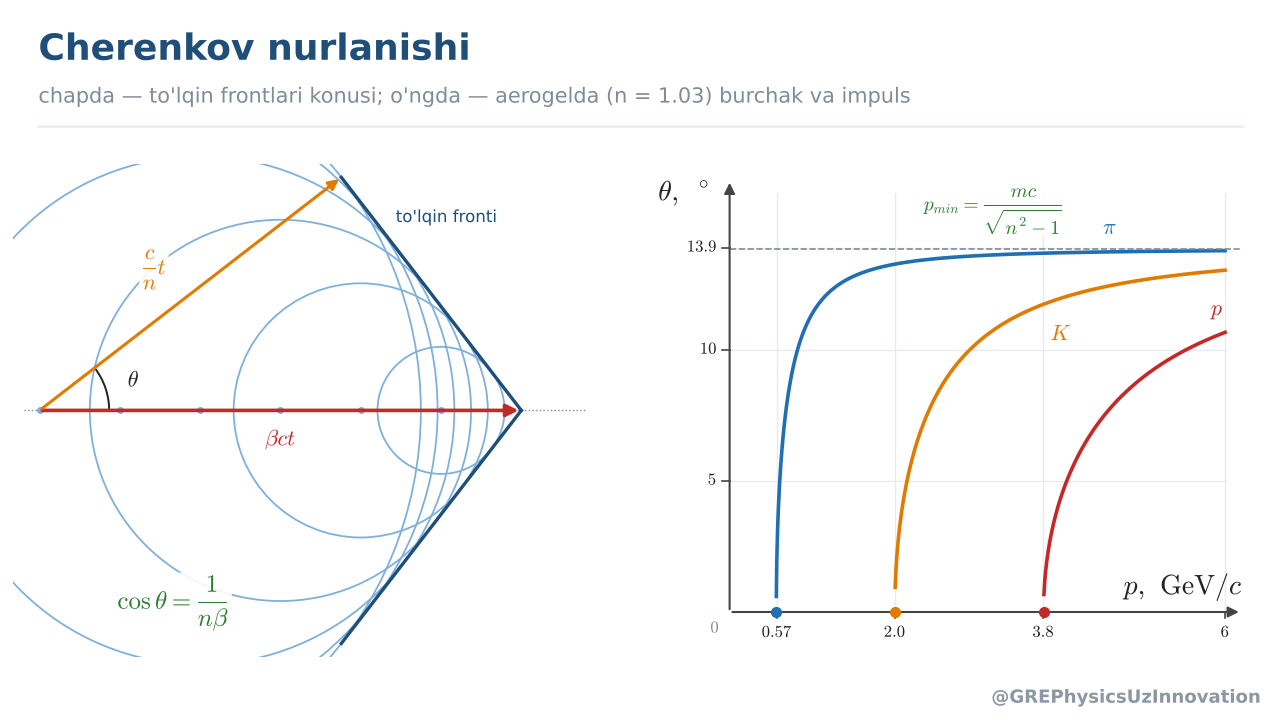 Cherenkov nurlanishi
chapda — to'lqin frontlari konusi; o'ngda — aerogelda (n = 1.03) burchak va impuls
to'lqin fronti
c/n t
θ
βct
cos θ = 1/(nβ)
θ, °
p_min = mc/√(n² − 1)
π
K
p
13.9
10
5
0
0.57 2.0 3.8 6
p, GeV/c
@GREPhysicsUzInnovation